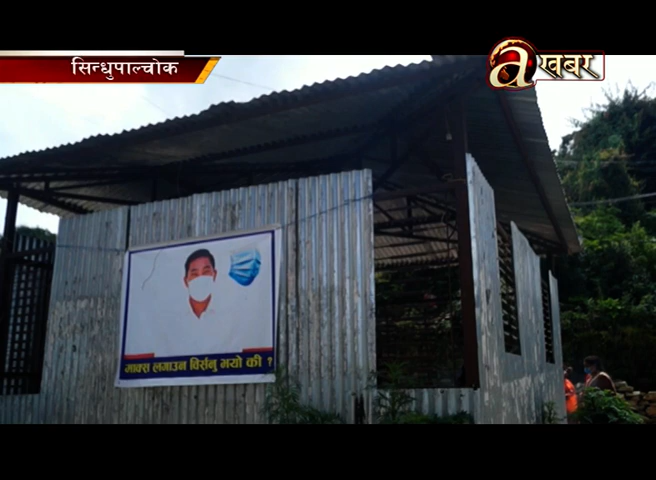 सिन्धुपाल्चोक
a खबर
माक्स लगाउन विर्सनु भयो की ?